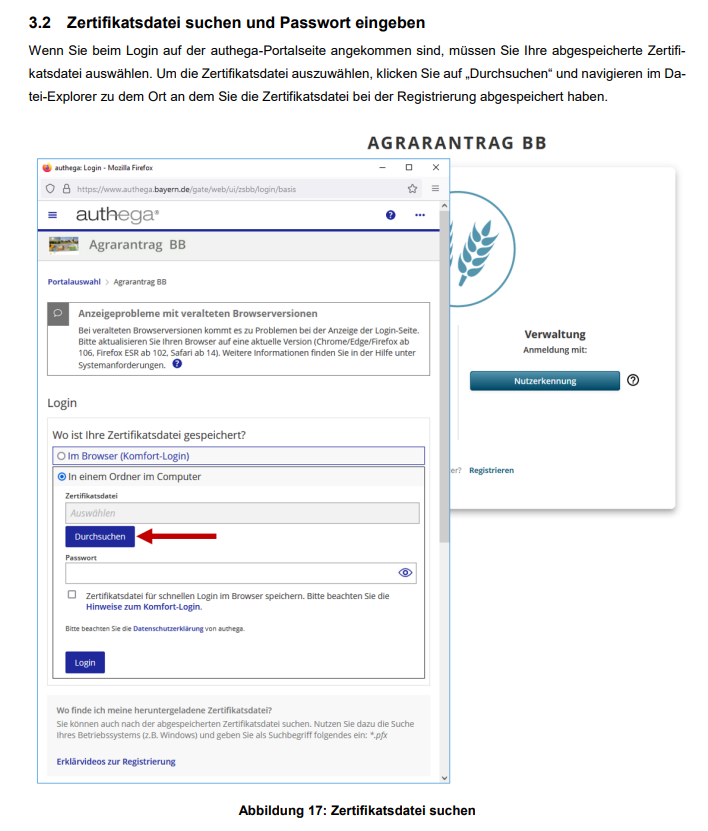 3.2 Zertifikatsdatei suchen und Passwort eingeben
Wenn Sie beim Login auf der authega-Portalseite angekommen sind, müssen Sie Ihre abgespeicherte Zertifi-
katsdatei auswählen. Um die Zertifikatsdatei auszuwählen, klicken Sie auf „Durchsuchen“ und navigieren im Da-
tei-Explorer zu dem Ort an dem Sie die Zertifikatsdatei bei der Registrierung abgespeichert haben.
AGRARANTRAG BB
authega: Login - Mozilla Firefox
https://www.authega.bayern.de/gate/web/ui/zsbb/login/basis
authega®
Agrarantrag BB
Portalauswahl > Agrarantrag BB
Anzeigeprobleme mit veralteten Browserversionen
Bei veralteten Browserversionen kommt es zu Problemen bei der Anzeige der Login-Seite.
Bitte aktualisieren Sie Ihren Browser auf eine aktuelle Version (Chrome/Edge/Firefox ab
106, Firefox ESR ab 102, Safari ab 14). Weitere Informationen finden Sie in der Hilfe unter
Systemanforderungen. ?
Login
Wo ist Ihre Zertifikatsdatei gespeichert?
Im Browser (Komfort-Login)
In einem Ordner im Computer
Zertifikatsdatei
Auswählen
Durchsuchen
Passwort
Zertifikatsdatei für schnellen Login im Browser speichern. Bitte beachten Sie die
Hinweise zum Komfort-Login.
Bitte beachten Sie die Datenschutzerklärung von authega.
Login
Wo finde ich meine heruntergeladene Zertifikatsdatei?
Sie können auch nach der abgespeicherten Zertifikatsdatei suchen. Nutzen Sie dazu die Suche
Ihres Betriebssystems (z.B. Windows) und geben Sie als Suchbegriff folgendes ein: *.pfx
Erklärvideos zur Registrierung
Verwaltung
Anmeldung mit:
Nutzerkennung ?
er? Registrieren
Abbildung 17: Zertifikatsdatei suchen